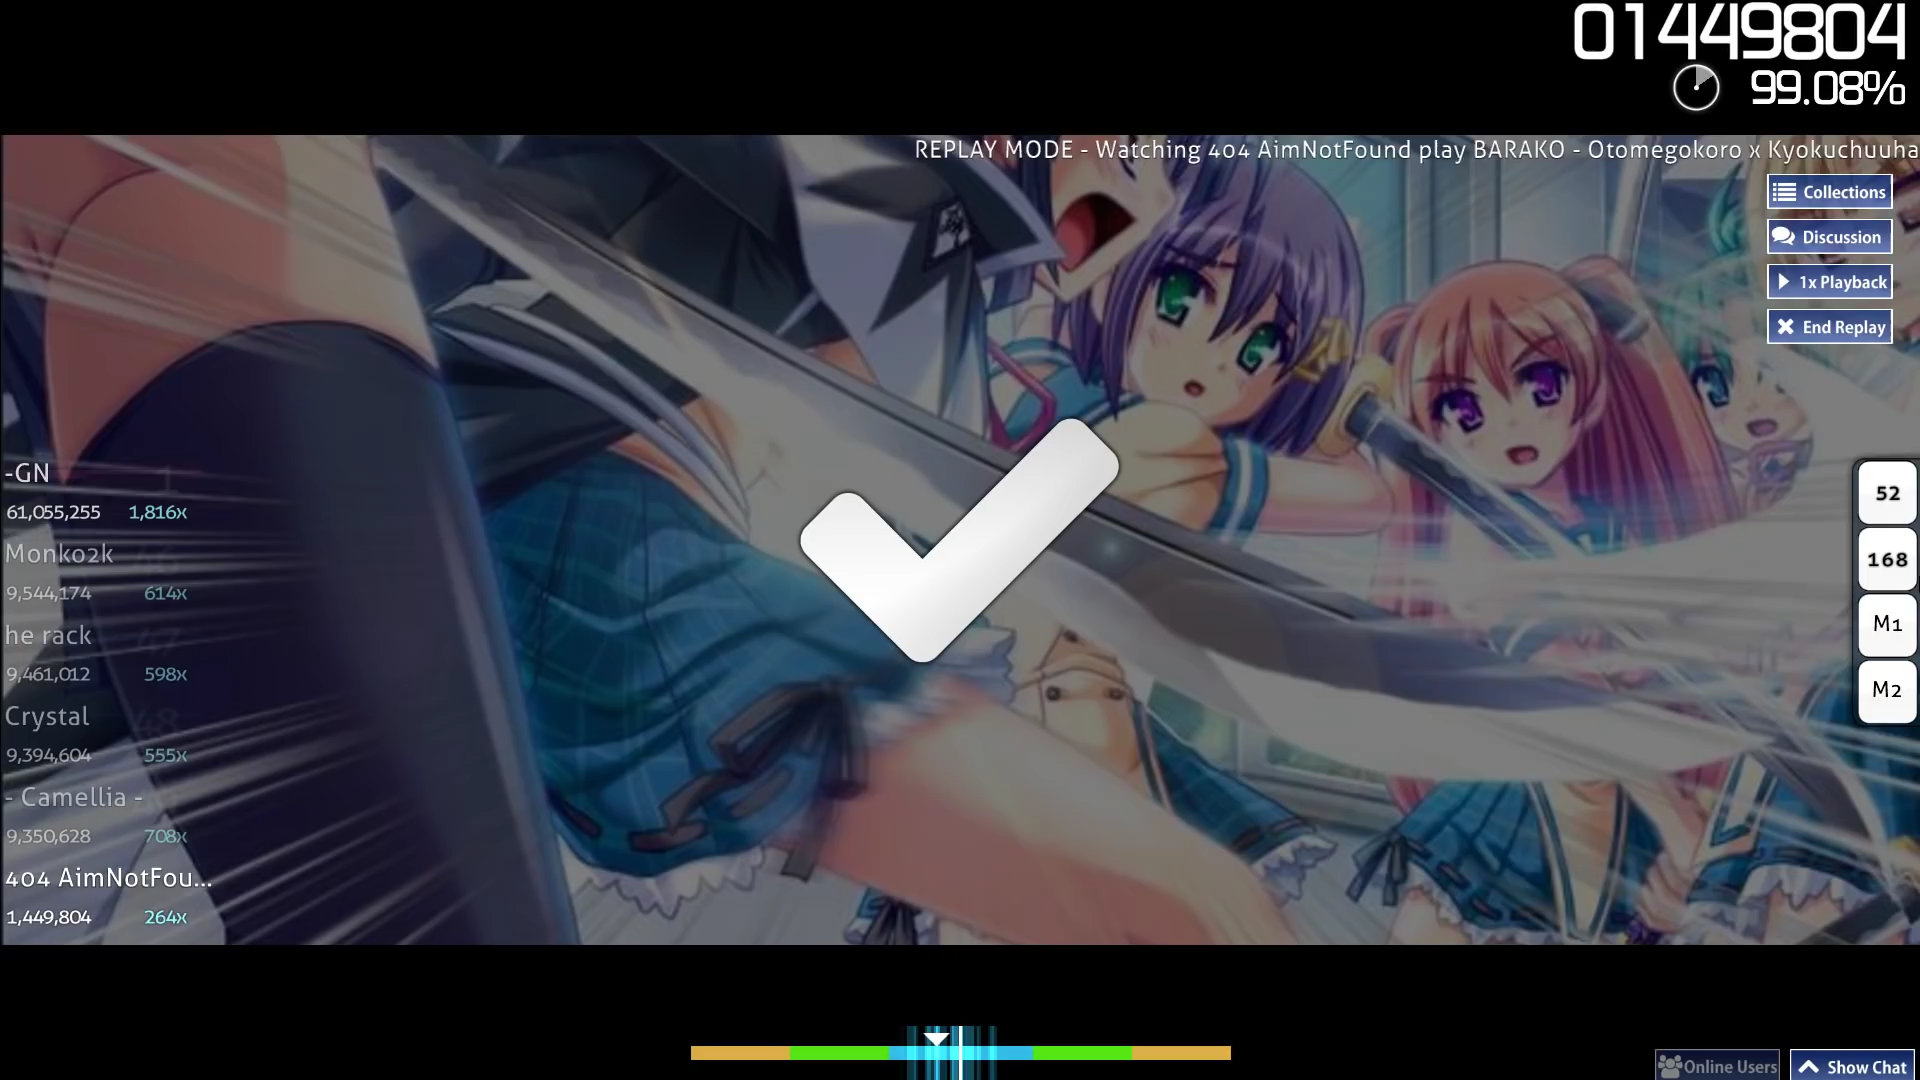 01449804
99.08%
REPLAY MODE - Watching 404 AimNotFound play BARAKO - Otomegokoro x Kyokuchuuha
Collections
Discussion
1x Playback
End Replay
-GN
61,055,255 1,816x
Monko2k
9,544,174 614x
he rack
9,461,012 598x
Crystal
9,394,604 555x
- Camellia -
9,350,628 708x
404 AimNotFou...
1,449,804 264x
52
168
M1
M2
Online Users
Show Chat